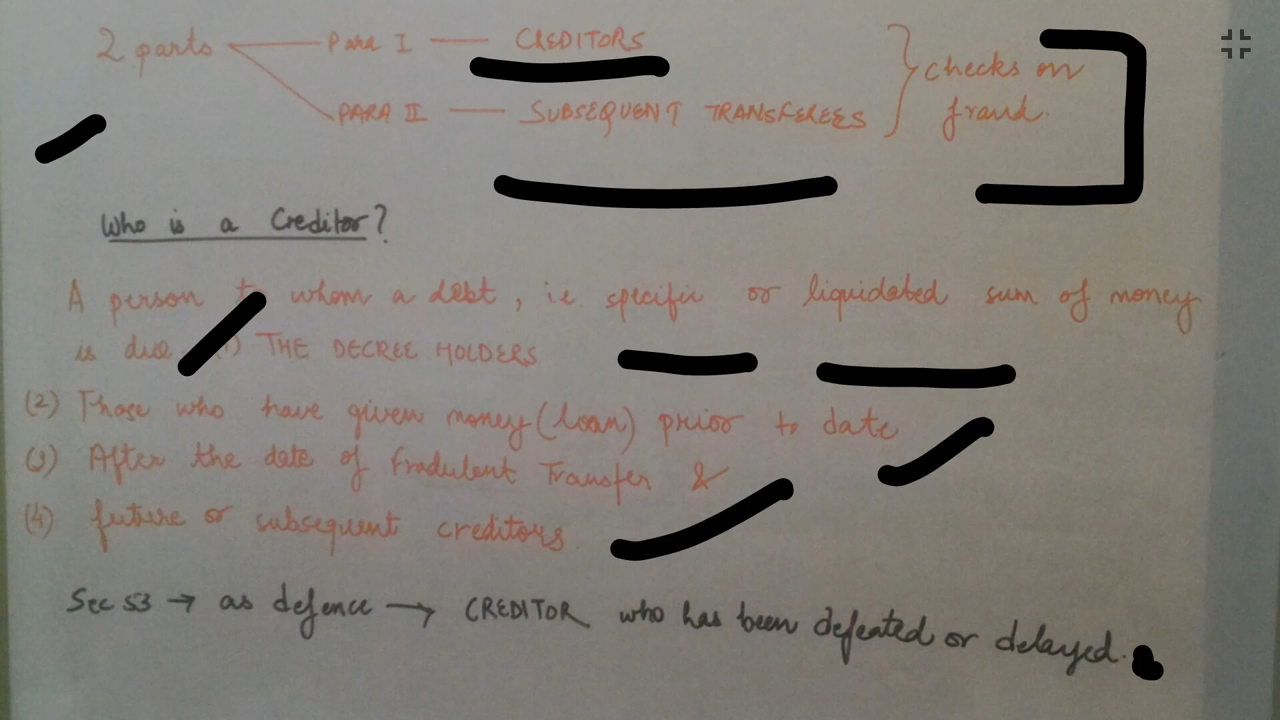 2 parts — Para I — CREDITORS
PARA II — SUBSEQUENT TRANSFEREES
checks on
fraud.
Who is a Creditor?
A person to whom a debt, i.e. specific or liquidated sum of money
is due (1) THE DECREE HOLDERS
(2) Those who have given money (loan) prior to date
(3) After the date of Fradulent Transfer &
(4) future or subsequent creditors.
Sec 53 → as defence → CREDITOR who has been defeated or delayed.